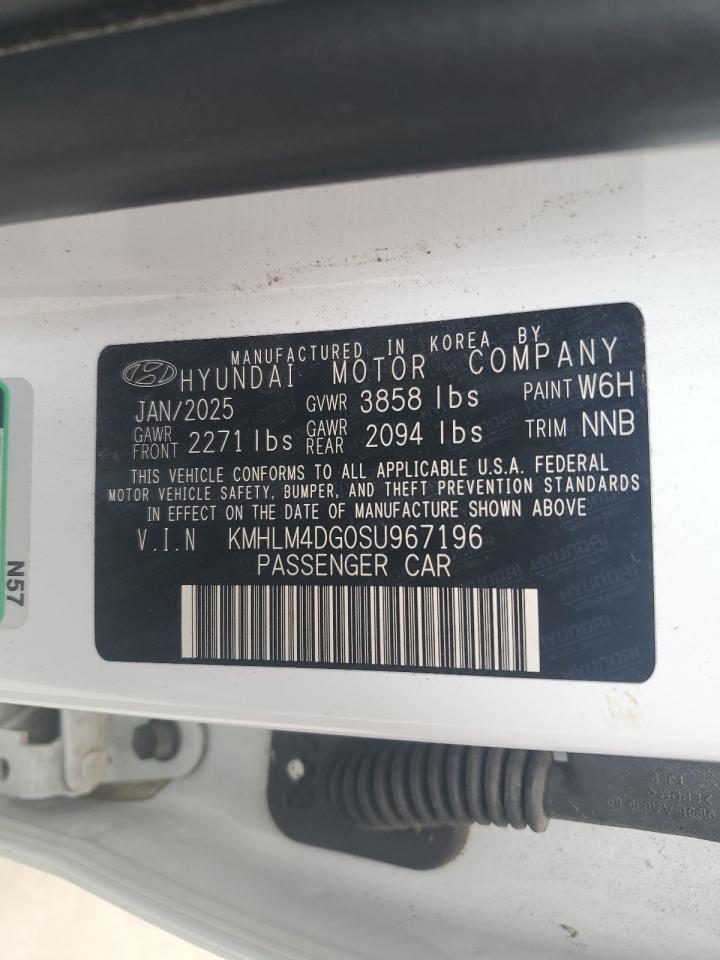 MANUFACTURED IN KOREA BY
HYUNDAI MOTOR COMPANY
JAN/2025 GVWR 3858 lbs PAINT W6H
GAWR FRONT 2271 lbs GAWR REAR 2094 lbs TRIM NNB
THIS VEHICLE CONFORMS TO ALL APPLICABLE U.S.A. FEDERAL
MOTOR VEHICLE SAFETY, BUMPER, AND THEFT PREVENTION STANDARDS
IN EFFECT ON THE DATE OF MANUFACTURE SHOWN ABOVE
V.I.N KMHLM4DG0SU967196
PASSENGER CAR
N57